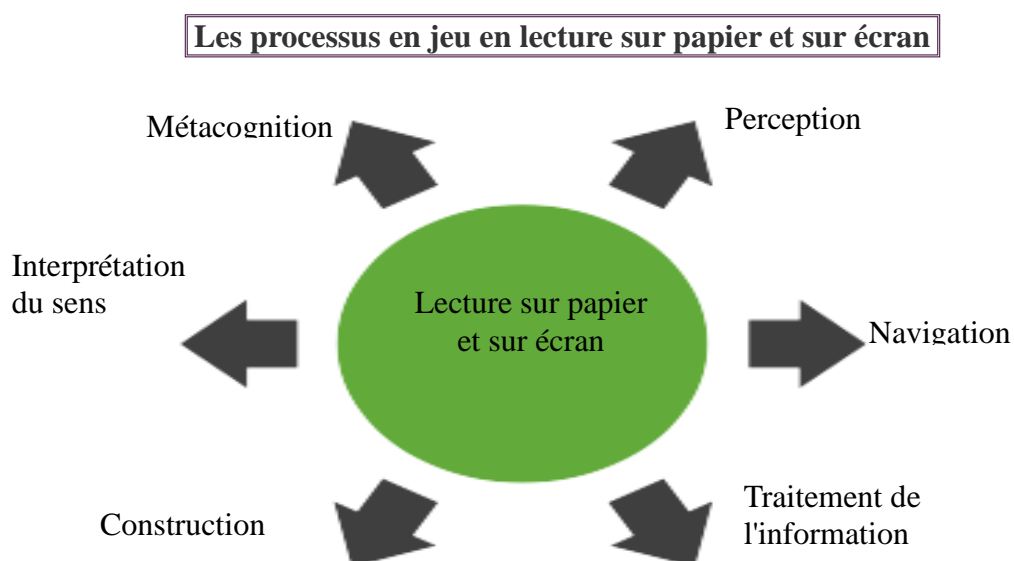 Les processus en jeu en lecture sur papier et sur écran
Métacognition
Perception
Interprétation
du sens
Lecture sur papier
et sur écran
Navigation
Construction
Traitement de
l'information